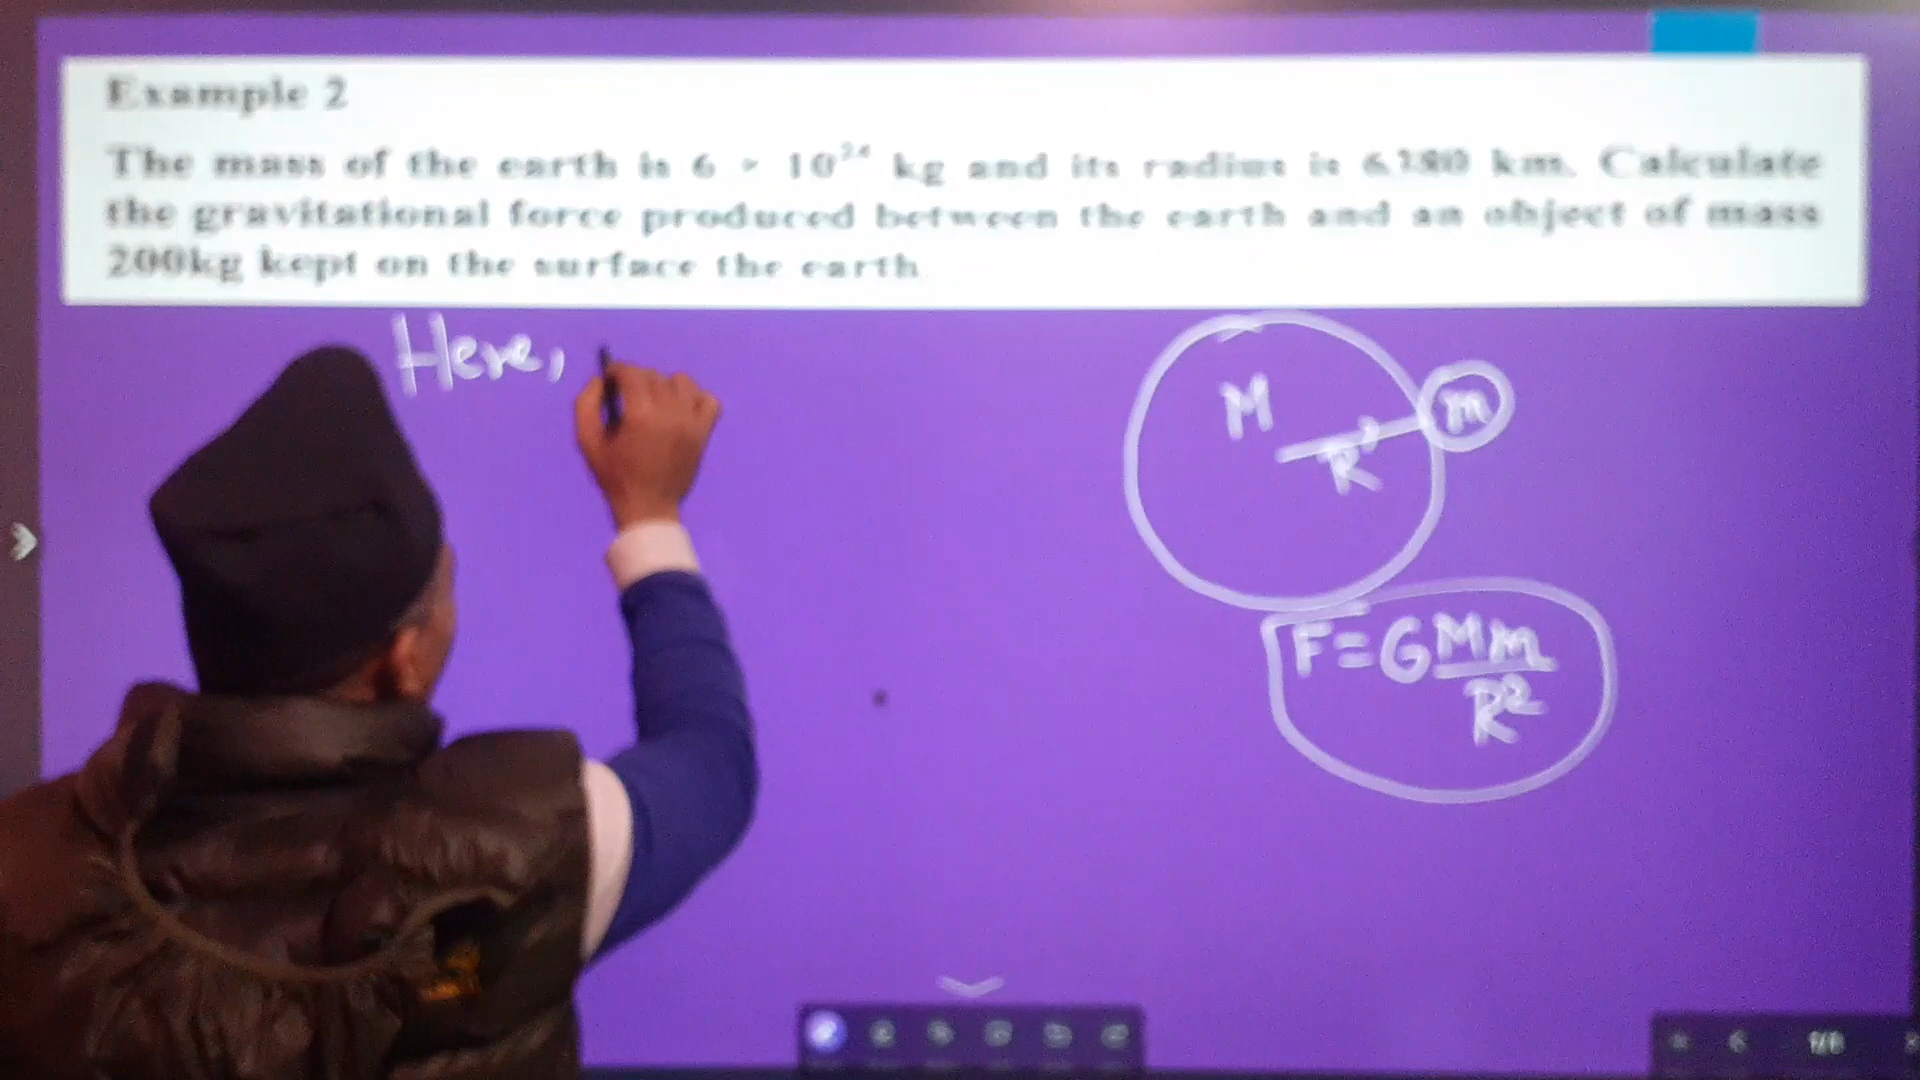 Example 2
The mass of the earth is 6 × 10²⁴ kg and its radius is 6380 km. Calculate
the gravitational force produced between the earth and an object of mass
200kg kept on the surface the earth
Here,
M
m
R
F=GMm/R²